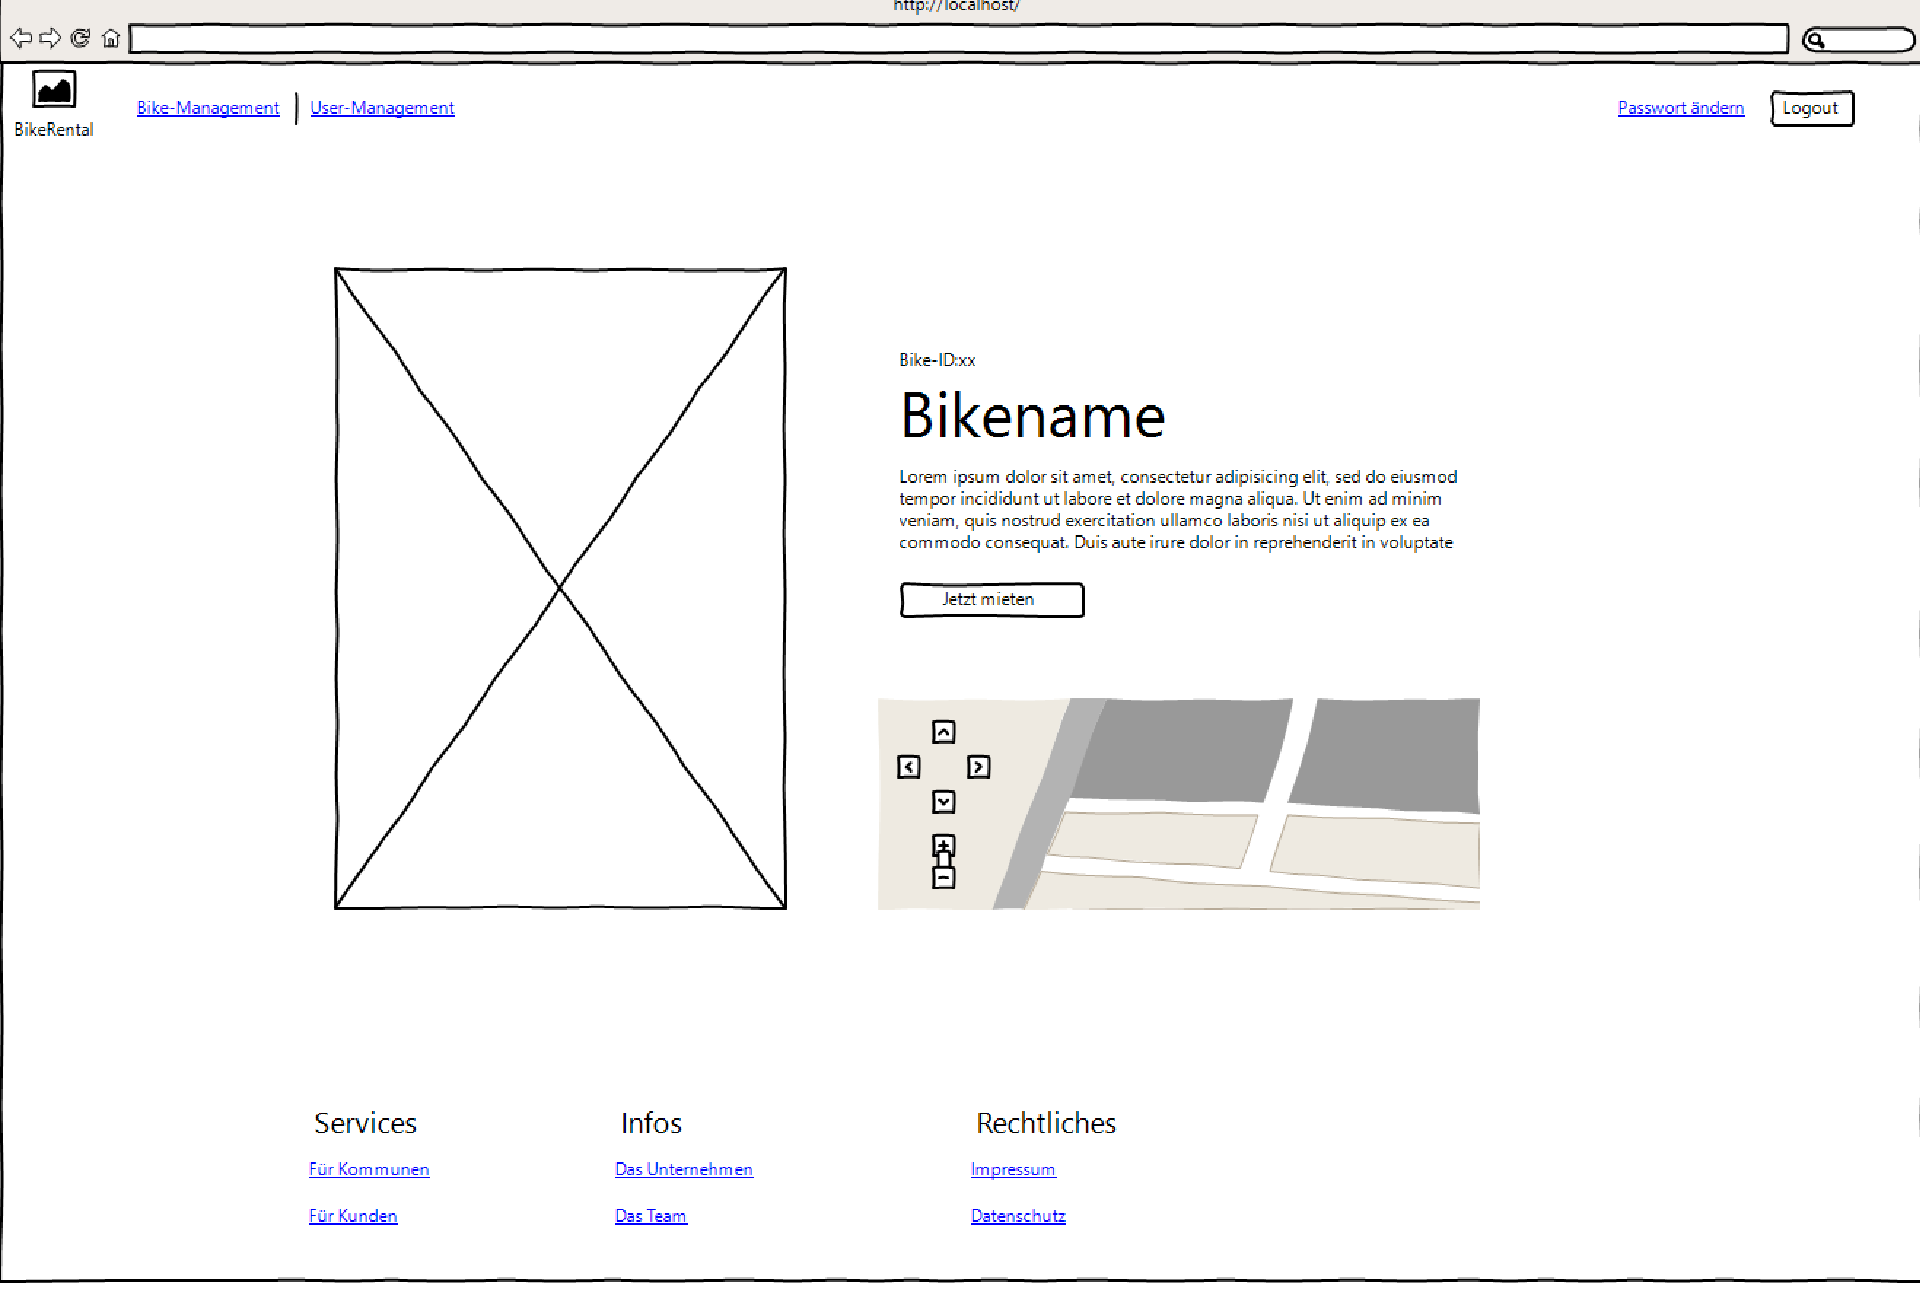 http://localhost/
Bike-Management
User-Management
Passwort ändern
Logout
BikeRental
Bike-ID:xx
Bikename
Lorem ipsum dolor sit amet, consectetur adipisicing elit, sed do eiusmod
tempor incididunt ut labore et dolore magna aliqua. Ut enim ad minim
veniam, quis nostrud exercitation ullamco laboris nisi ut aliquip ex ea
commodo consequat. Duis aute irure dolor in reprehenderit in voluptate
Jetzt mieten
Services
Für Kommunen
Für Kunden
Infos
Das Unternehmen
Das Team
Rechtliches
Impressum
Datenschutz